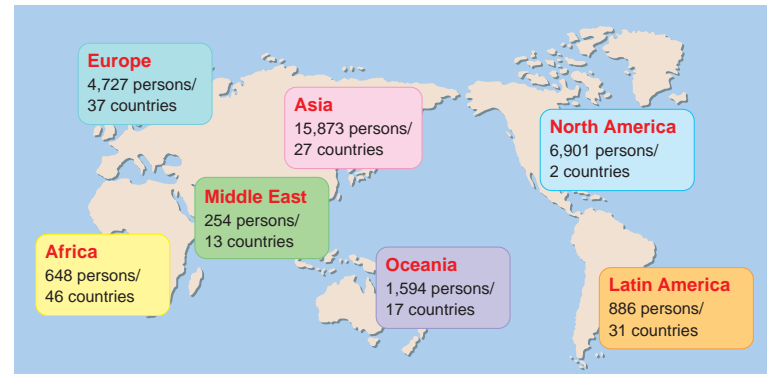 Europe
4,727 persons/
37 countries
Asia
15,873 persons/
27 countries
North America
6,901 persons/
2 countries
Middle East
254 persons/
13 countries
Africa
648 persons/
46 countries
Oceania
1,594 persons/
17 countries
Latin America
886 persons/
31 countries